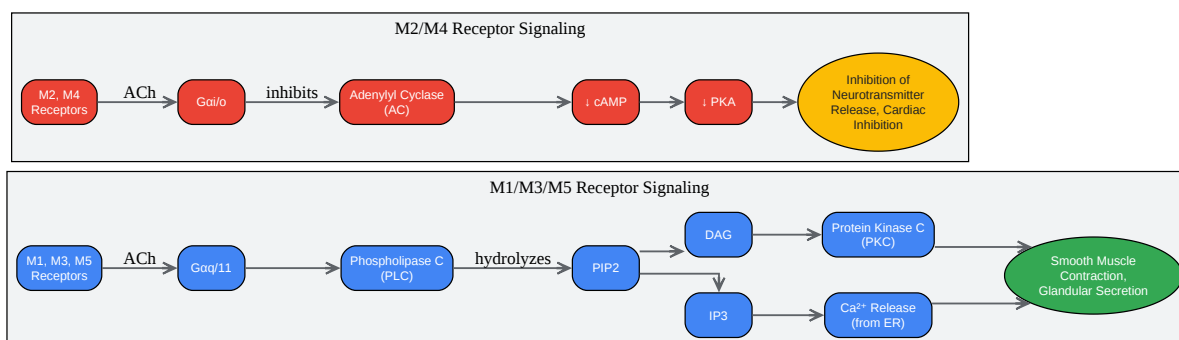 M2/M4 Receptor Signaling
M2, M4
Receptors
ACh
Gαi/o
inhibits
Adenylyl Cyclase
(AC)
↓ cAMP
↓ PKA
Inhibition of
Neurotransmitter
Release, Cardiac
Inhibition
M1/M3/M5 Receptor Signaling
M1, M3, M5
Receptors
ACh
Gαq/11
Phospholipase C
(PLC)
hydrolyzes
PIP2
DAG
Protein Kinase C
(PKC)
IP3
Ca²⁺ Release
(from ER)
Smooth Muscle
Contraction,
Glandular Secretion